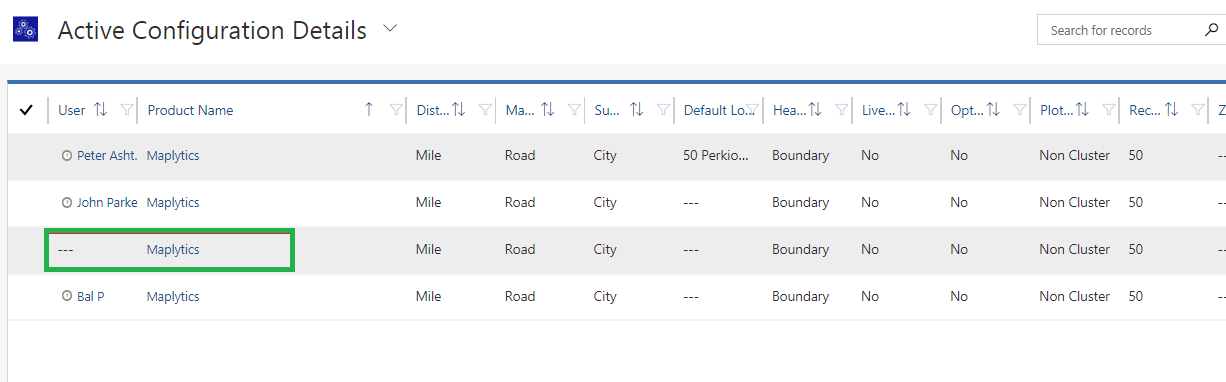 Active Configuration Details
Search for records
User Product Name Dist... Ma... Su... Default Lo... Hea... Live... Opt... Plot... Rec... Z
Peter Asht. Maplytics Mile Road City 50 Perkio... Boundary No No Non Cluster 50 --
John Parke Maplytics Mile Road City --- Boundary No No Non Cluster 50 --
--- Maplytics Mile Road City --- Boundary No No Non Cluster 50 --
Bal P Maplytics Mile Road City --- Boundary No No Non Cluster 50 --